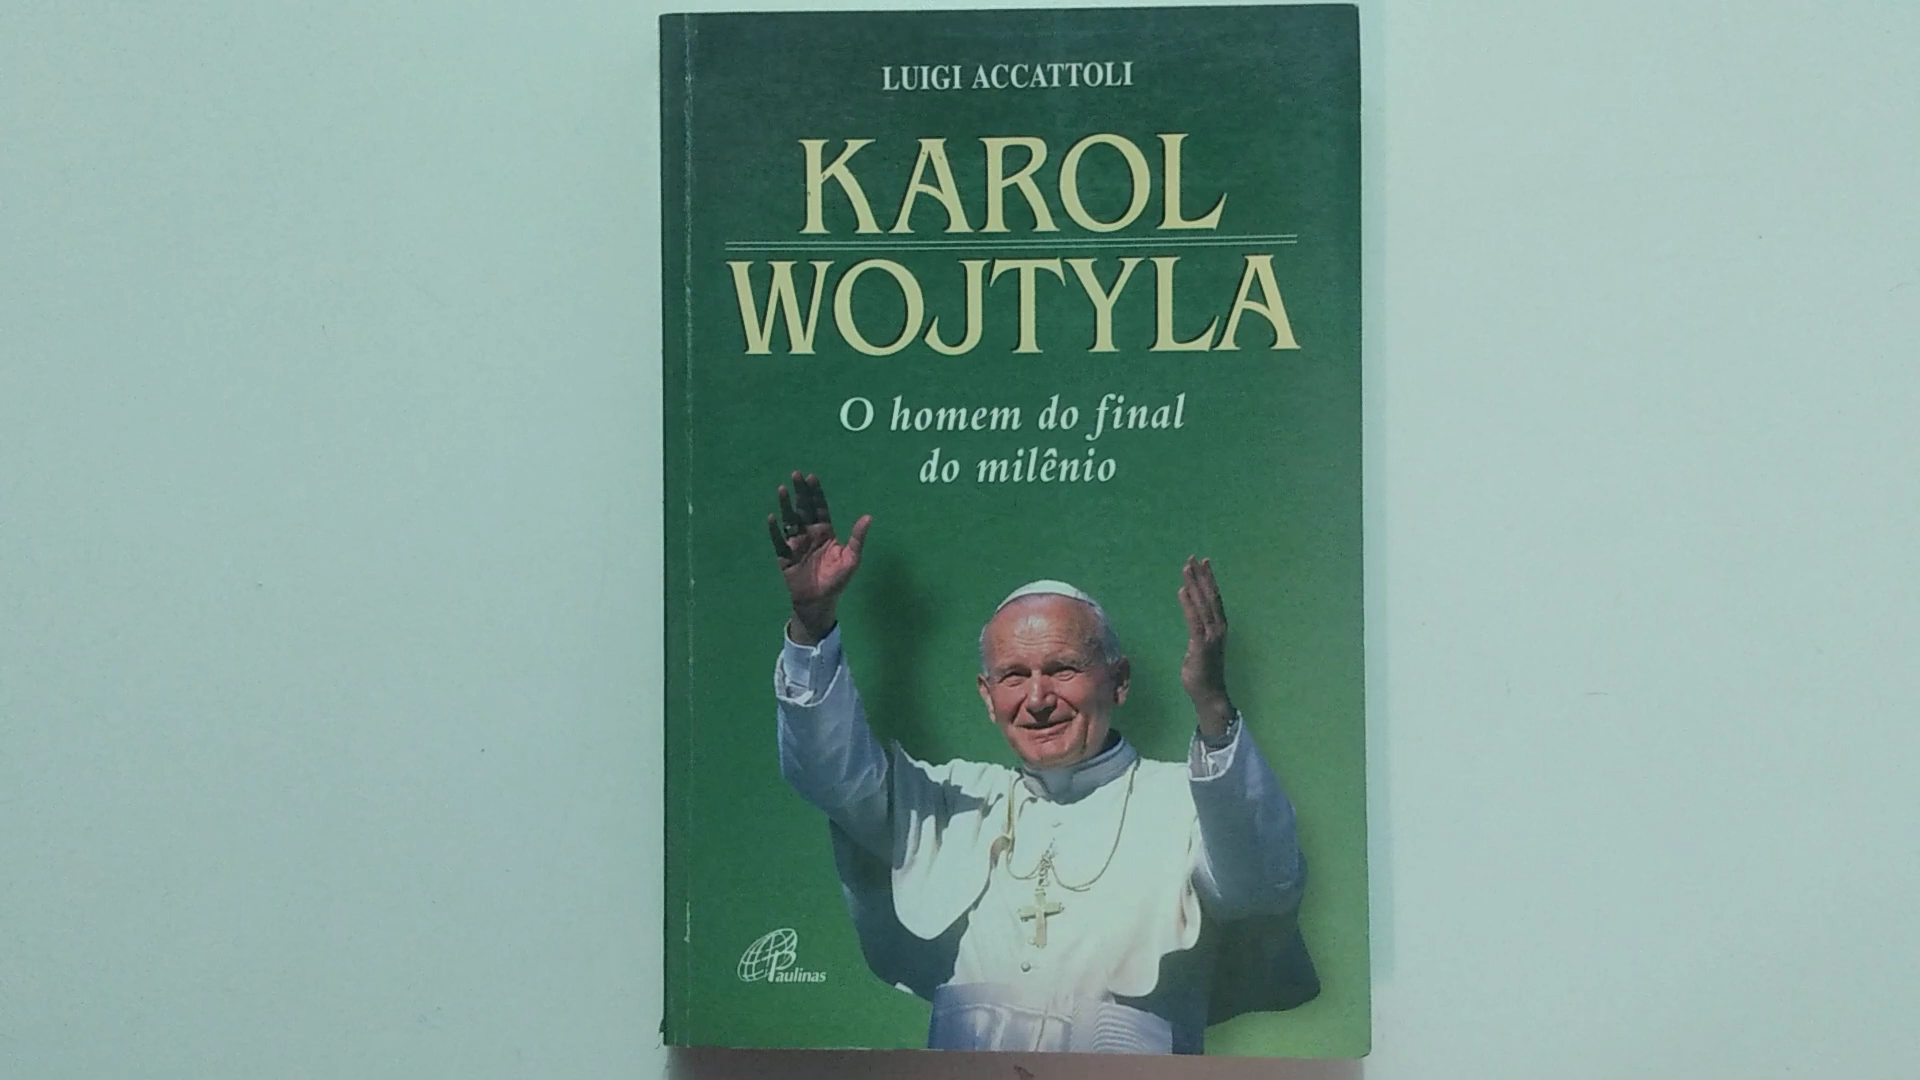 LUIGI ACCATTOLI
KAROL
WOJTYLA
O homem do final
do milênio
Paulinas